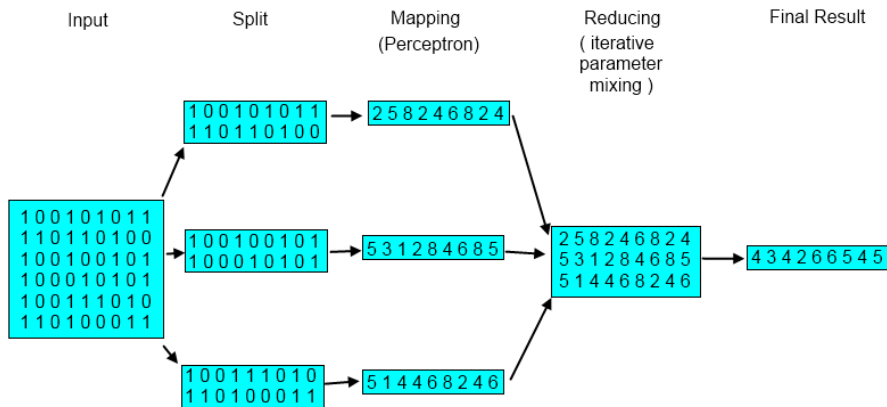 Input
Split
Mapping
(Perceptron)
Reducing
( iterative
parameter
mixing )
Final Result
1 0 0 1 0 1 0 1 1
1 1 0 1 1 0 1 0 0
2 5 8 2 4 6 8 2 4
1 0 0 1 0 1 0 1 1
1 1 0 1 1 0 1 0 0
1 0 0 1 0 0 1 0 1
1 0 0 0 1 0 1 0 1
1 0 0 1 1 1 0 1 0
1 1 0 1 0 0 0 1 1
1 0 0 1 0 0 1 0 1
1 0 0 0 1 0 1 0 1
5 3 1 2 8 4 6 8 5
2 5 8 2 4 6 8 2 4
5 3 1 2 8 4 6 8 5
5 1 4 4 6 8 2 4 6
4 3 4 2 6 6 5 4 5
1 0 0 1 1 1 0 1 0
1 1 0 1 0 0 0 1 1
5 1 4 4 6 8 2 4 6